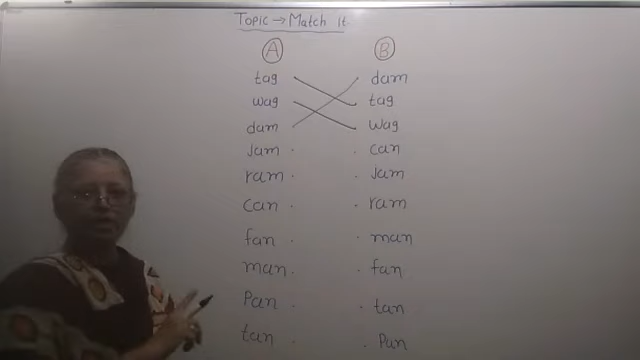 Topic → Match it.
A B
tag dam
wag tag
dam wag
Jam can
ram Jam
can ram
fan man
man fan
Pan tan
tan Pan